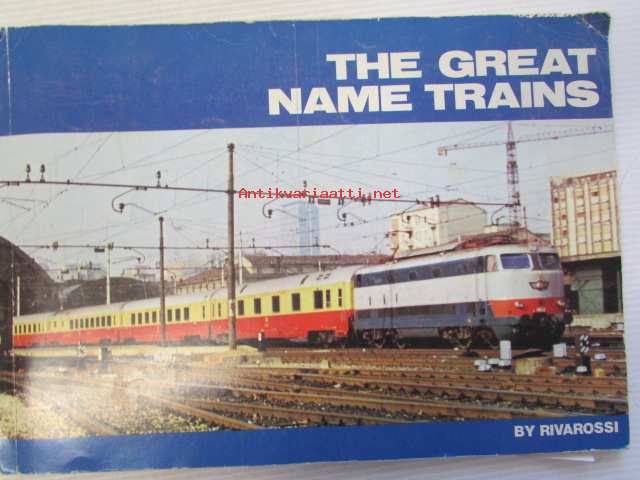 THE GREAT
NAME TRAINS
Antikvariaatti.net
BY RIVAROSSI